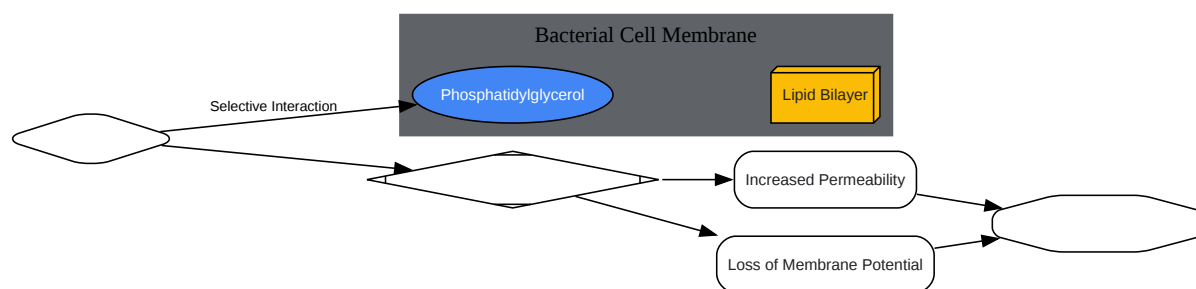 Bacterial Cell Membrane
Phosphatidylglycerol
Lipid Bilayer
Selective Interaction
Increased Permeability
Loss of Membrane Potential